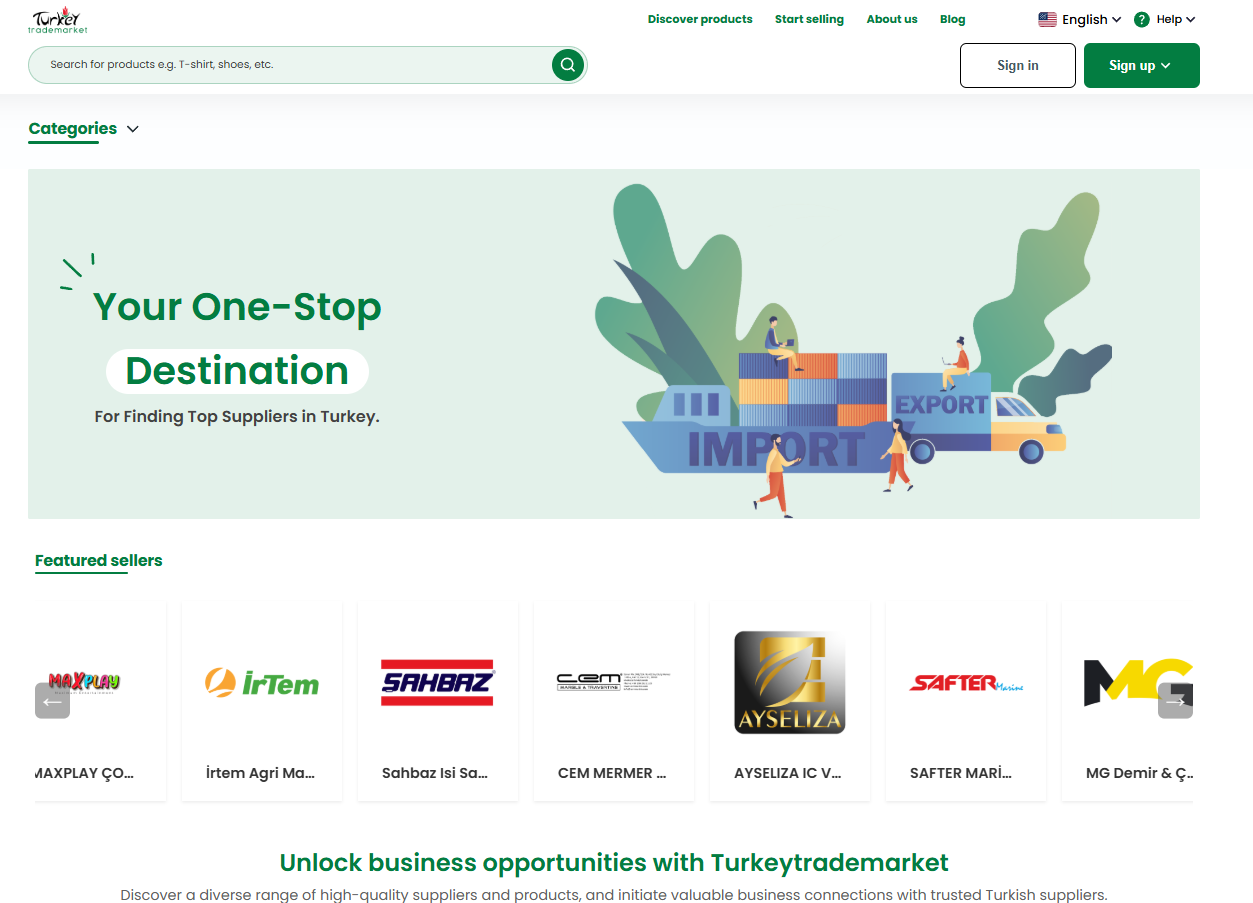 Turkey
trademarket
Discover products
Start selling
About us
Blog
English
? Help
Search for products e.g. T-shirt, shoes, etc.
Sign in
Sign up
Categories
Your One-Stop
Destination
For Finding Top Suppliers in Turkey.
IMPORT
EXPORT
Featured sellers
MAXPLAY
İrTem
SAHBAZ
CEM
MARBLE & TRAVERTINE
AYSELIZA
SAFTER Marine
MG
MAXPLAY ÇO...
İrtem Agri Ma...
Sahbaz Isi Sa...
CEM MERMER ...
AYSELIZA IC V...
SAFTER MARİ...
MG Demir & Ç..
Unlock business opportunities with Turkeytrademarket
Discover a diverse range of high-quality suppliers and products, and initiate valuable business connections with trusted Turkish suppliers.